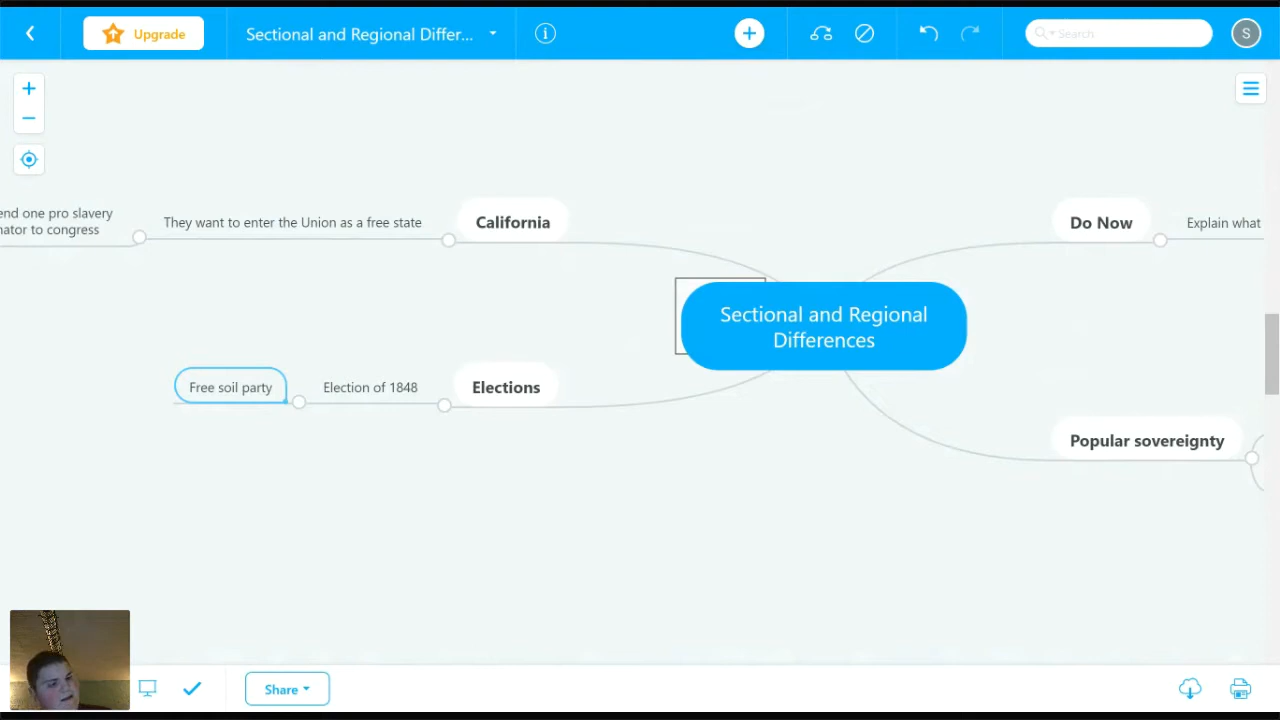 Upgrade
Sectional and Regional Differ...
Search
S
end one pro slavery
nator to congress
They want to enter the Union as a free state
California
Do Now
Explain what
Sectional and Regional
Differences
Free soil party
Election of 1848
Elections
Popular sovereignty
Share